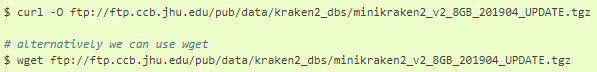 $ curl -O ftp://ftp.ccb.jhu.edu/pub/data/kraken2_dbs/minikraken2_v2_8GB_201904_UPDATE.tgz
# alternatively we can use wget
$ wget ftp://ftp.ccb.jhu.edu/pub/data/kraken2_dbs/minikraken2_v2_8GB_201904_UPDATE.tgz